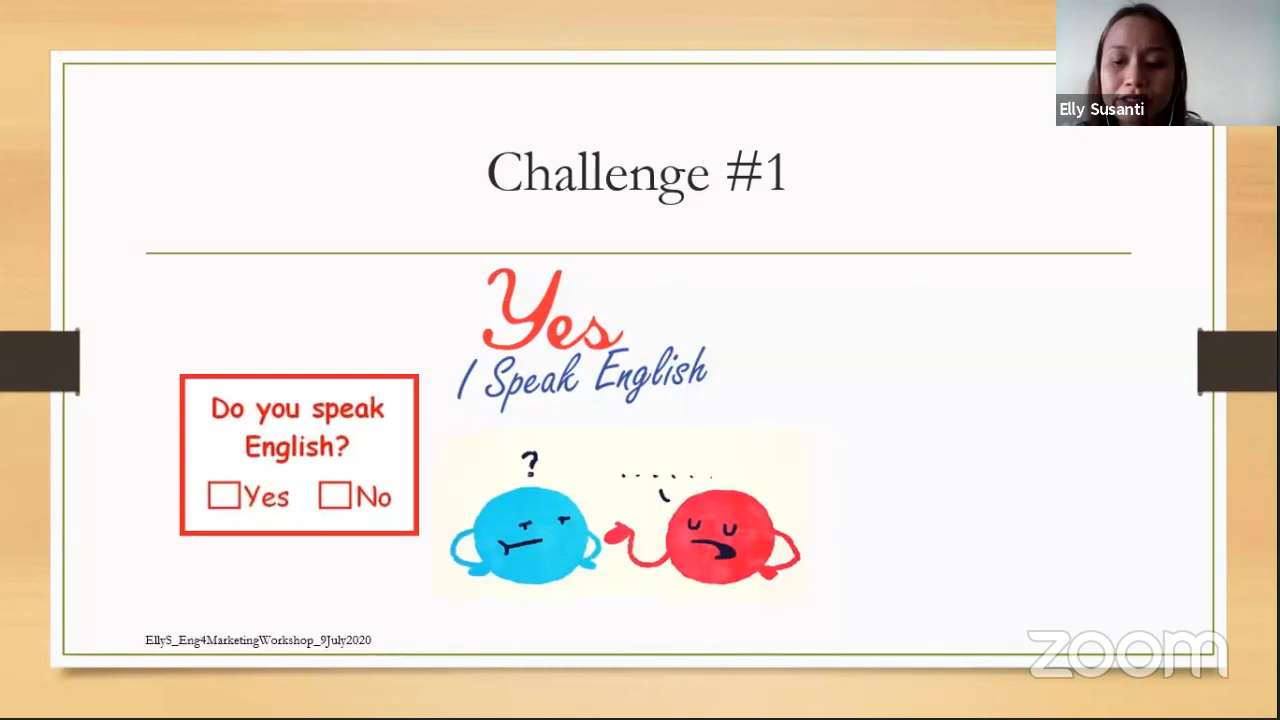 Elly Susanti
Challenge #1
Yes
I Speak English
Do you speak
English?
Yes No
?
. . . . . .
EllyS_Eng4MarketingWorkshop_9July2020
zoom